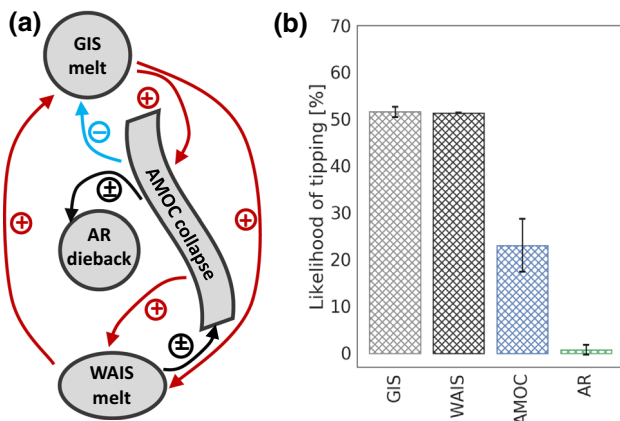 (a)
GIS
melt
+
−
+
±
AMOC collapse
AR
dieback
+
+
+
±
WAIS
melt
(b)
Likelihood of tipping [%]
70
60
50
40
30
20
10
0
GIS
WAIS
AMOC
AR